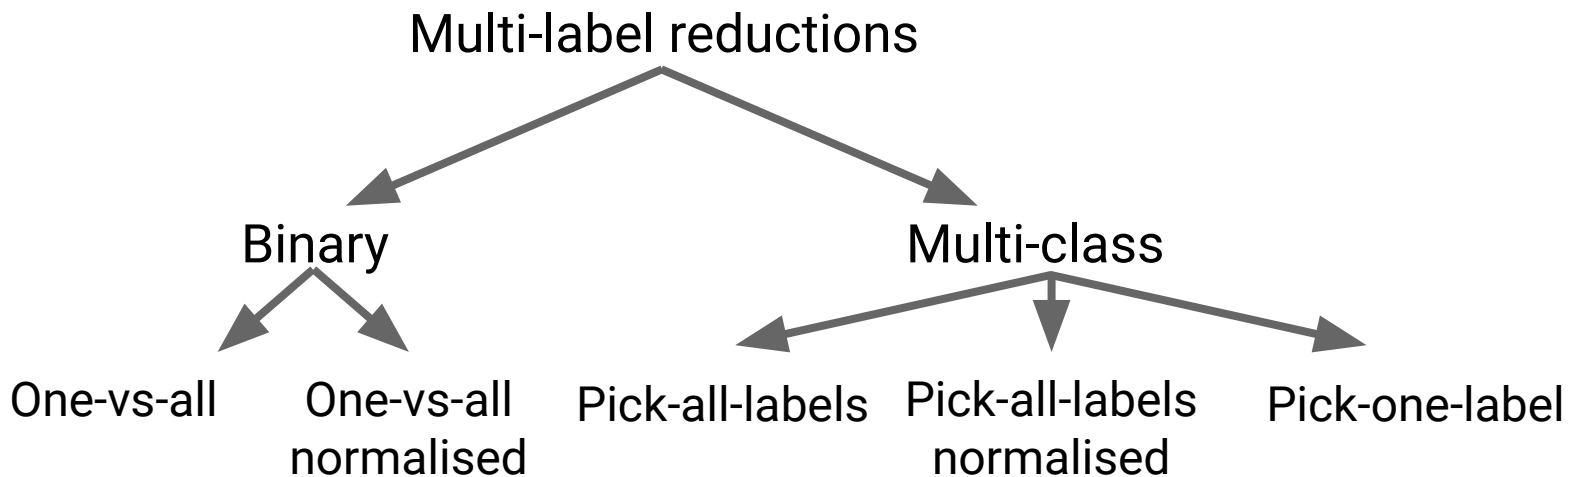 Multi-label reductions
Binary
Multi-class
One-vs-all
One-vs-all
normalised
Pick-all-labels
Pick-all-labels
normalised
Pick-one-label